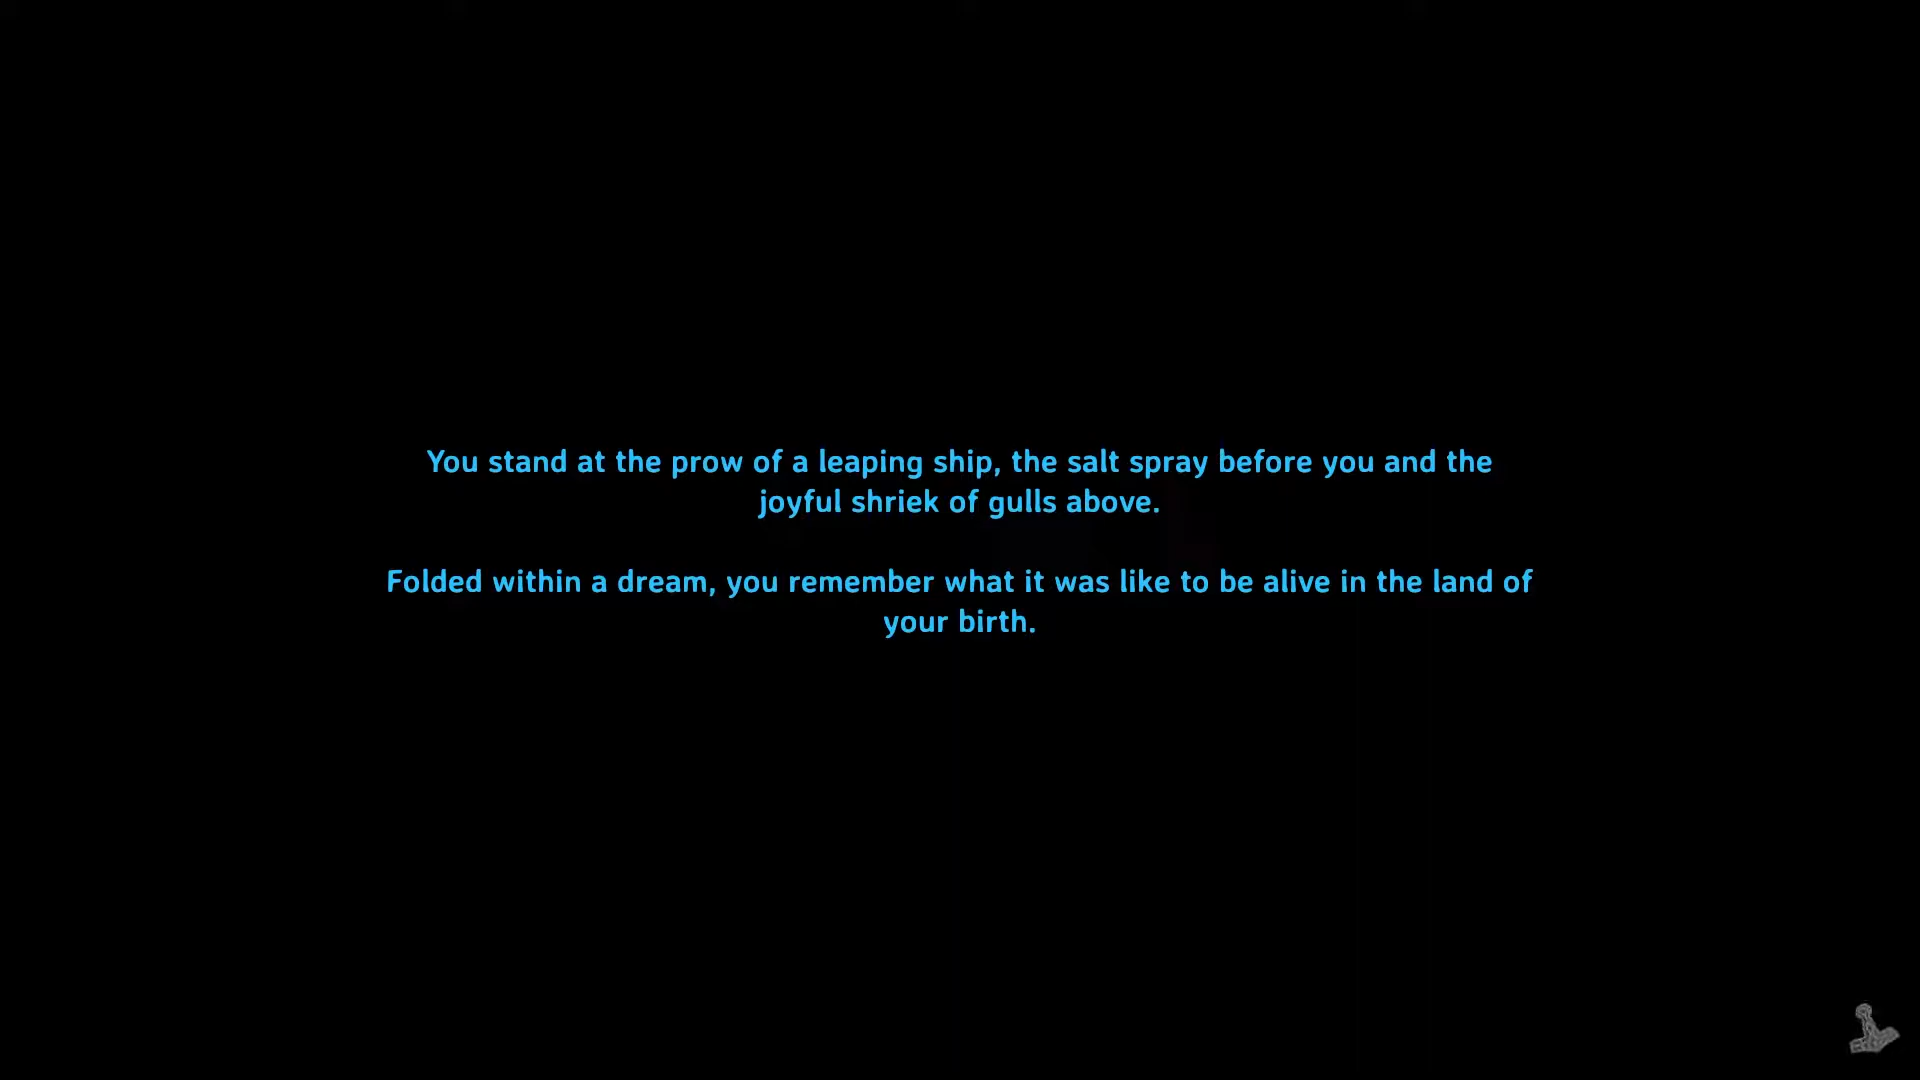 You stand at the prow of a leaping ship, the salt spray before you and the
joyful shriek of gulls above.
Folded within a dream, you remember what it was like to be alive in the land of
your birth.